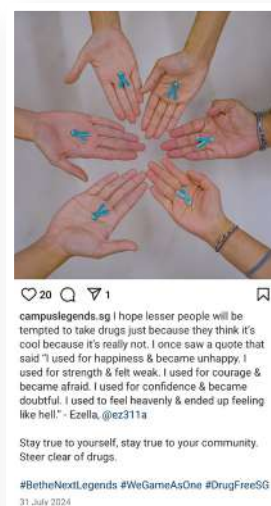 20 1
campuslegends.sg I hope lesser people will be
tempted to take drugs just because they think it's
cool because it's really not. I once saw a quote that
said "I used for happiness & became unhappy. I
used for strength & felt weak. I used for courage &
became afraid. I used for confidence & became
doubtful. I used to feel heavenly & ended up feeling
like hell." - Ezella, @ez311a
Stay true to yourself, stay true to your community.
Steer clear of drugs.
#BetheNextLegends #WeGameAsOne #DrugFreeSG
31 July 2024